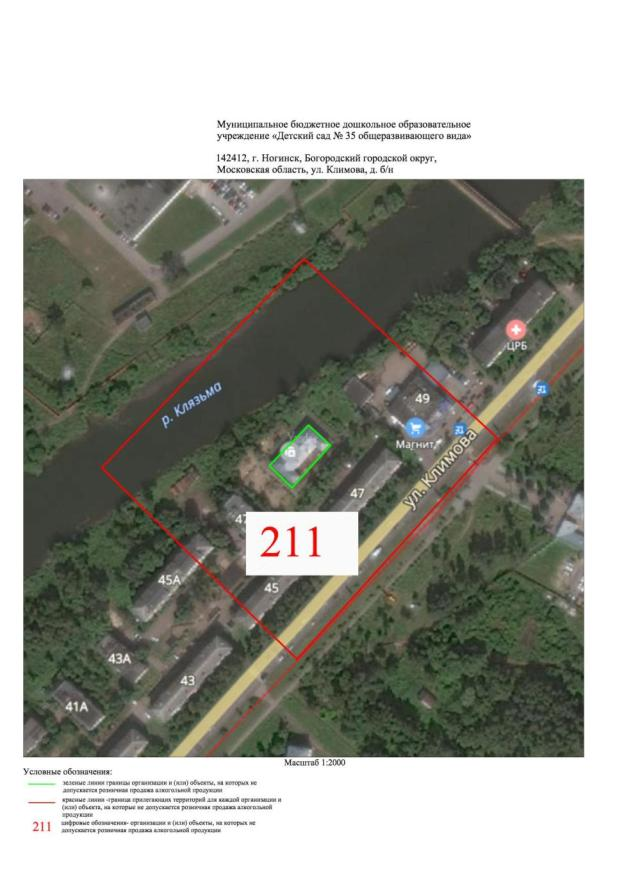 Муниципальное бюджетное дошкольное образовательное
учреждение «Детский сад № 35 общеразвивающего вида»
142412, г. Ногинск, Богородский городской округ,
Московская область, ул. Климова, д. б/н
ЦРБ
49
р. Клязьма
Магнит
ул. Климова
47
47
211
45А
45
43А
43
41А
Масштаб 1:2000
Условные обозначения:
зеленые линии границы организации и (или) объекты, на которых не
допускается розничная продажа алкогольной продукции
красные линии -граница прилегающих территорий для каждой организации и
(или) объекта, на которые не допускается розничная продажа алкогольной
продукции
211
цифровые обозначения- организации и (или) объекты, на которых не
допускается розничная продажа алкогольной продукции